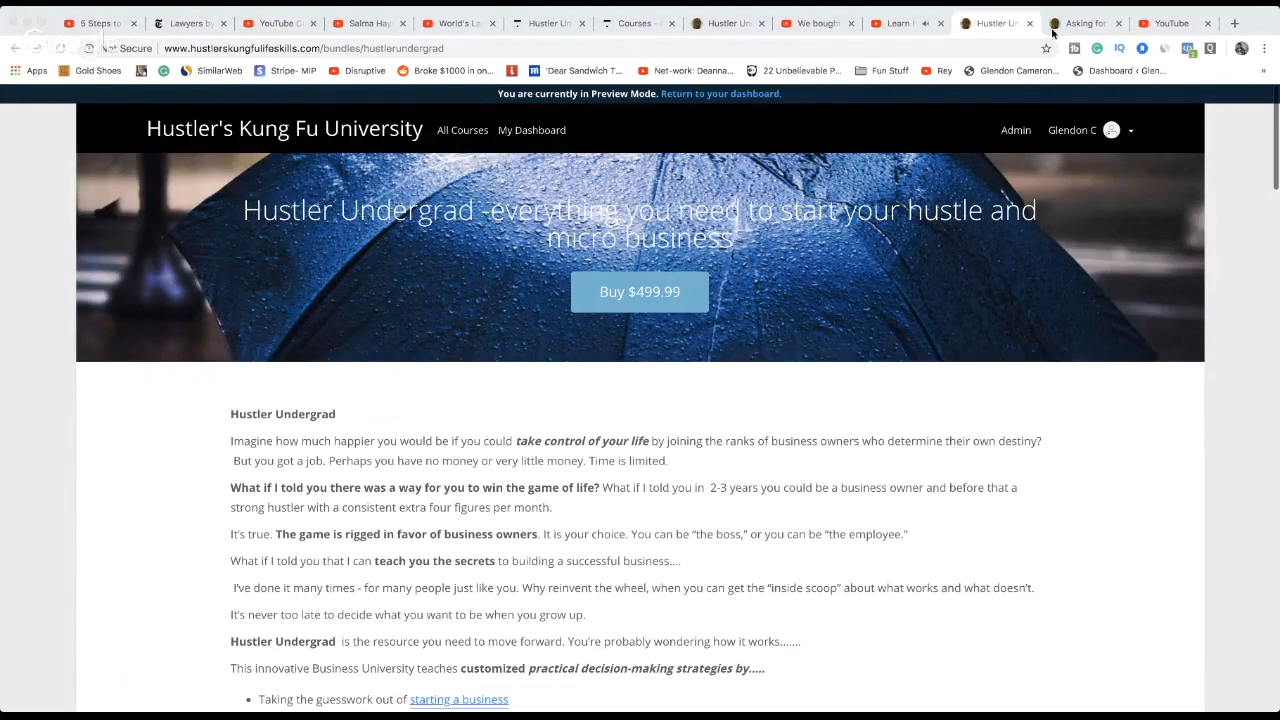 5 Steps to
Lawyers by
YouTube C
Salma Hay
World's La
Hustler Un
Courses -
Hustler Un
We bought
Learn h
Hustler Un
Asking for
YouTube
Not Secure
www.hustlerskungfulifeskills.com/bundles/hustlerundergrad
Apps
Gold Shoes
SimilarWeb
Stripe- MIP
Disruptive
Broke $1000 in on...
'Dear Sandwich T...
Net-work: Deanna...
22 Unbelievable P...
Fun Stuff
Rey
Glendon Cameron...
Dashboard ‹ Glen...
»
You are currently in Preview Mode. Return to your dashboard.
Hustler's Kung Fu University
All Courses
My Dashboard
Admin
Glendon C
Hustler Undergrad -everything you need to start your hustle and
micro business
Buy $499.99
Hustler Undergrad
Imagine how much happier you would be if you could take control of your life by joining the ranks of business owners who determine their own destiny?
But you got a job. Perhaps you have no money or very little money. Time is limited.
What if I told you there was a way for you to win the game of life? What if I told you in 2-3 years you could be a business owner and before that a
strong hustler with a consistent extra four figures per month.
It's true. The game is rigged in favor of business owners. It is your choice. You can be “the boss,” or you can be “the employee.”
What if I told you that I can teach you the secrets to building a successful business....
I've done it many times - for many people just like you. Why reinvent the wheel, when you can get the “inside scoop” about what works and what doesn't.
It's never too late to decide what you want to be when you grow up.
Hustler Undergrad is the resource you need to move forward. You're probably wondering how it works.......
This innovative Business University teaches customized practical decision-making strategies by.....
• Taking the guesswork out of starting a business